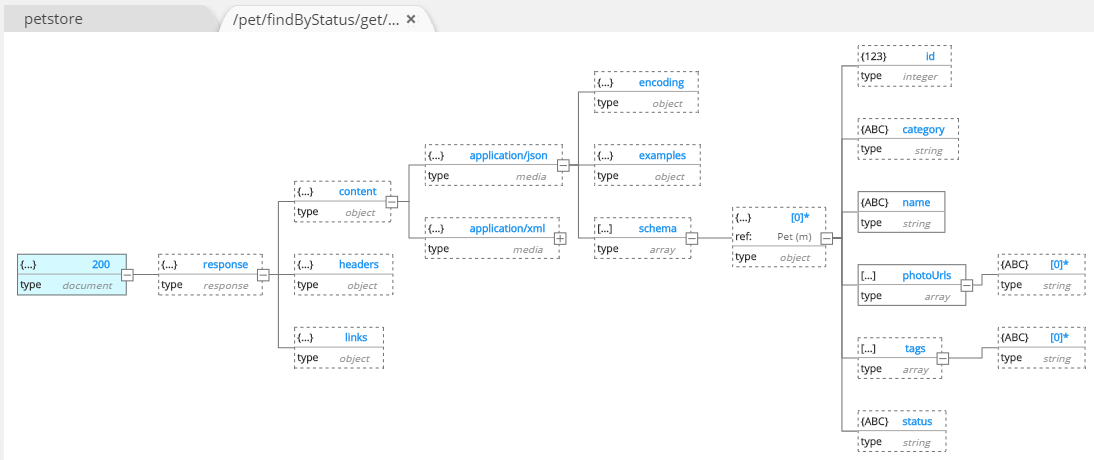 petstore
/pet/findByStatus/get/... ×
{...} 200
type document
{...} response
type response
{...} content
type object
{...} headers
type object
{...} links
type object
{...} application/json
type media
{...} application/xml
type media
{...} encoding
type object
{...} examples
type object
[...] schema
type array
{...} [0]*
ref: Pet (m)
type object
{123} id
type integer
{ABC} category
type string
{ABC} name
type string
[...] photoUrls
type array
{ABC} [0]*
type string
[...] tags
type array
{ABC} [0]*
type string
{ABC} status
type string